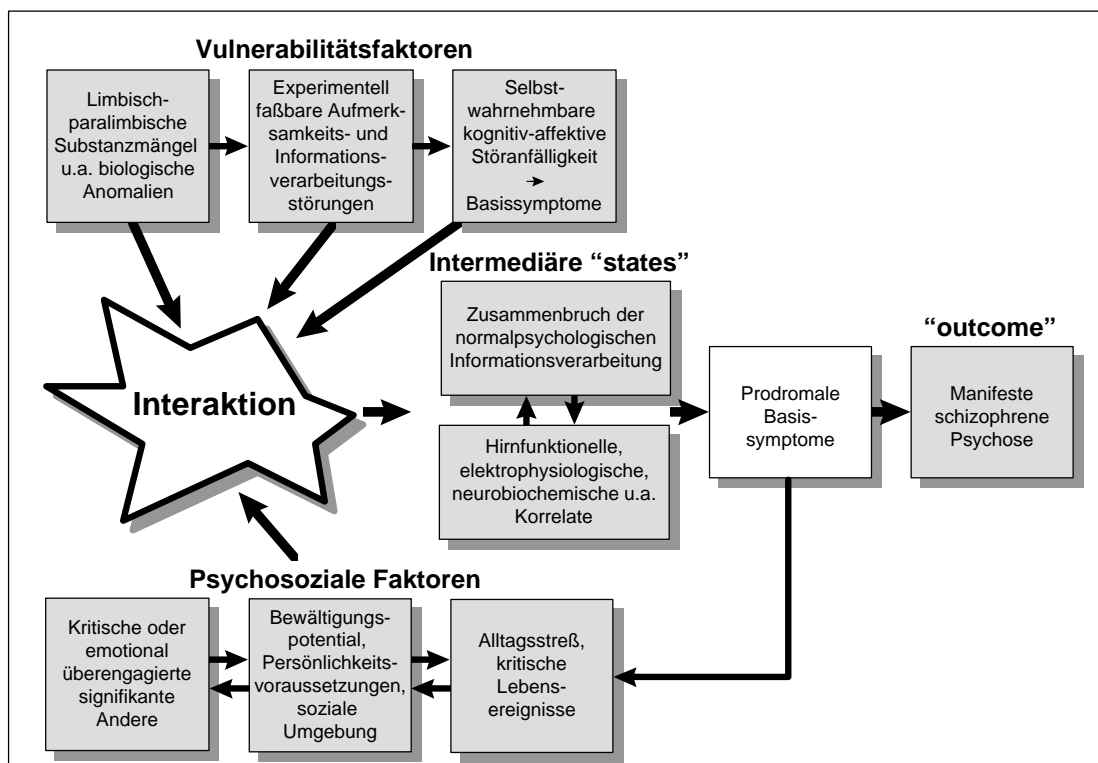 Vulnerabilitätsfaktoren
Limbisch-
paralimbische
Substanzmängel
u.a. biologische
Anomalien
Experimentell
faßbare Aufmerk-
samkeits- und
Informations-
verarbeitungs-
störungen
Selbst-
wahrnehmbare
kognitiv-affektive
Störanfälligkeit
→
Basissymptome
Intermediäre “states”
Zusammenbruch der
normalpsychologischen
Informationsverarbeitung
“outcome”
Interaktion
Prodromale
Basis-
symptome
Manifeste
schizophrene
Psychose
Hirnfunktionelle,
elektrophysiologische,
neurobiochemische u.a.
Korrelate
Psychosoziale Faktoren
Kritische oder
emotional
überengagierte
signifikante
Andere
Bewältigungs-
potential,
Persönlichkeits-
voraussetzungen,
soziale
Umgebung
Alltagsstreß,
kritische
Lebens-
ereignisse